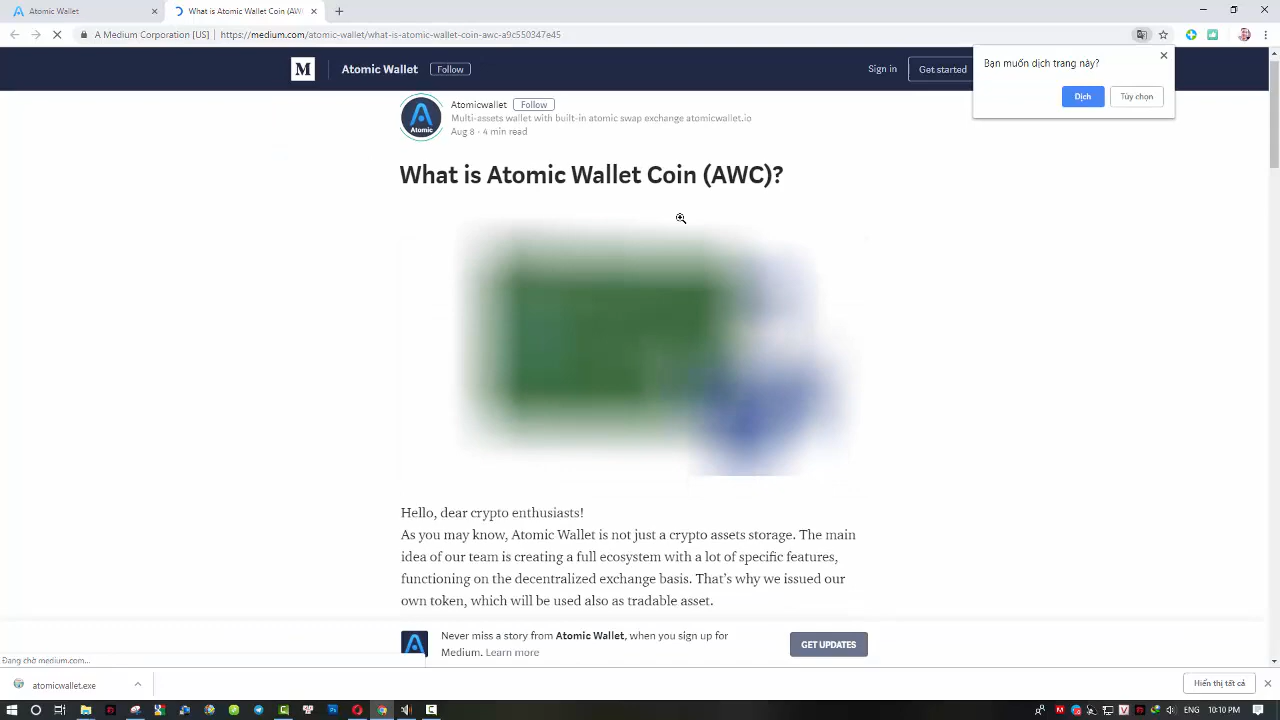 Atomic Wallet
What is Atomic Wallet Coin (AW
A Medium Corporation [US] | https://medium.com/atomic-wallet/what-is-atomic-wallet-coin-awc-a9c550347e45
M
Atomic Wallet
Follow
Sign in
Get started
Bạn muốn dịch trang này?
Dịch
Tùy chọn
Atomicwallet
Follow
Multi-assets wallet with built-in atomic swap exchange atomicwallet.io
Aug 8 · 4 min read
Atomic
What is Atomic Wallet Coin (AWC)?
Hello, dear crypto enthusiasts!
As you may know, Atomic Wallet is not just a crypto assets storage. The main
idea of our team is creating a full ecosystem with a lot of specific features,
functioning on the decentralized exchange basis. That's why we issued our
own token, which will be used also as tradable asset.
Never miss a story from Atomic Wallet, when you sign up for
Medium. Learn more
GET UPDATES
Đang chờ medium.com...
atomicwallet.exe
Hiển thị tất cả
ENG
10:10 PM